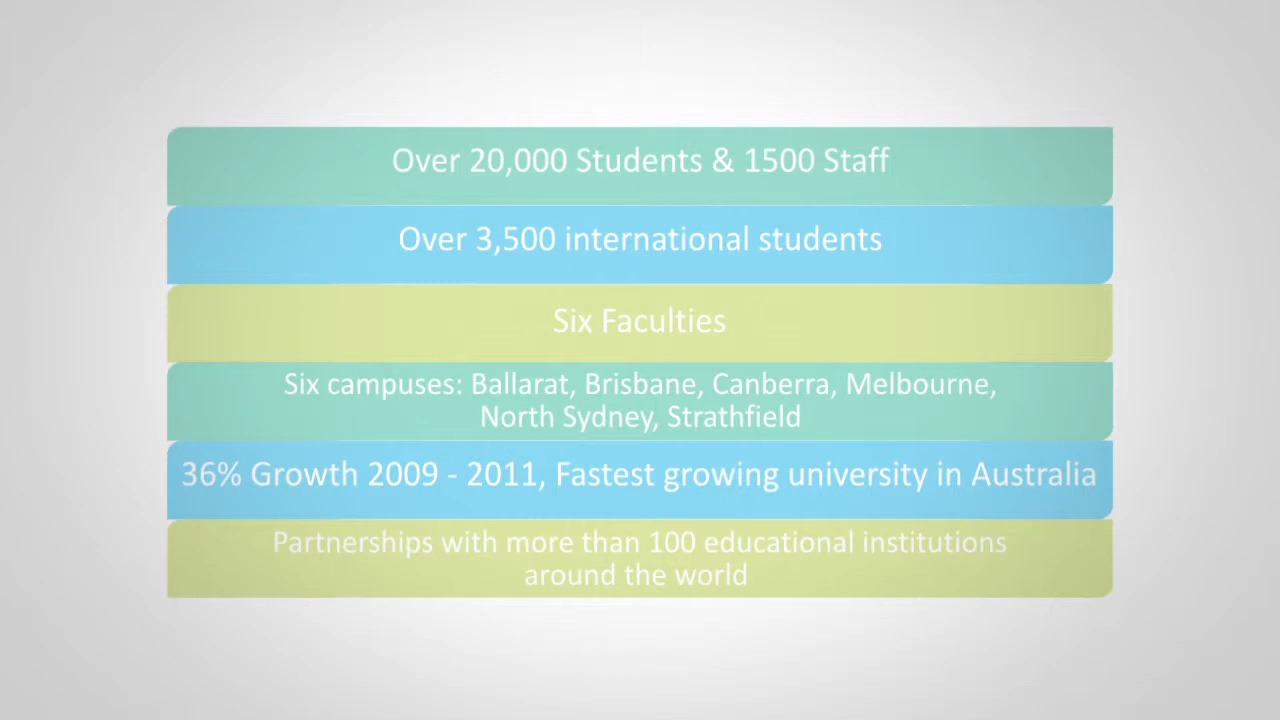 Over 20,000 Students & 1500 Staff
Over 3,500 international students
Six Faculties
Six campuses: Ballarat, Brisbane, Canberra, Melbourne,
North Sydney, Strathfield
36% Growth 2009 - 2011, Fastest growing university in Australia
Partnerships with more than 100 educational institutions
around the world